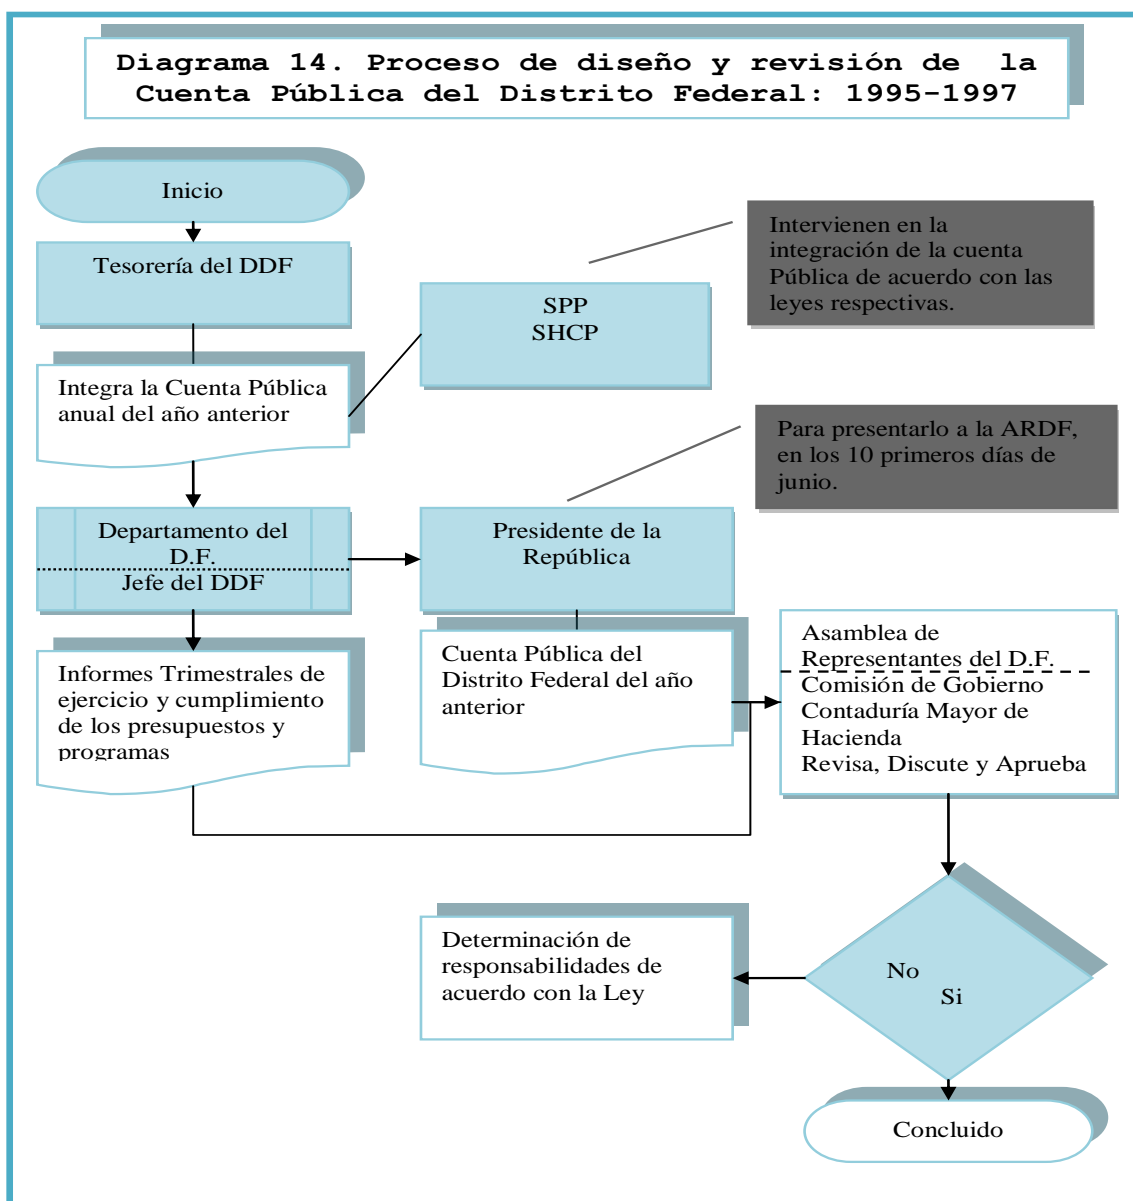 Diagrama 14. Proceso de diseño y revisión de la
Cuenta Pública del Distrito Federal: 1995-1997
Inicio
Tesorería del DDF
SPP
SHCP
Intervienen en la
integración de la cuenta
Pública de acuerdo con las
leyes respectivas.
Integra la Cuenta Pública
anual del año anterior
Para presentarlo a la ARDF,
en los 10 primeros días de
junio.
Departamento del
D.F.
Jefe del DDF
Presidente de la
República
Informes Trimestrales de
ejercicio y cumplimiento
de los presupuestos y
programas
Cuenta Pública del
Distrito Federal del año
anterior
Asamblea de
Representantes del D.F.
Comisión de Gobierno
Contaduría Mayor de
Hacienda
Revisa, Discute y Aprueba
Determinación de
responsabilidades de
acuerdo con la Ley
No
Si
Concluido